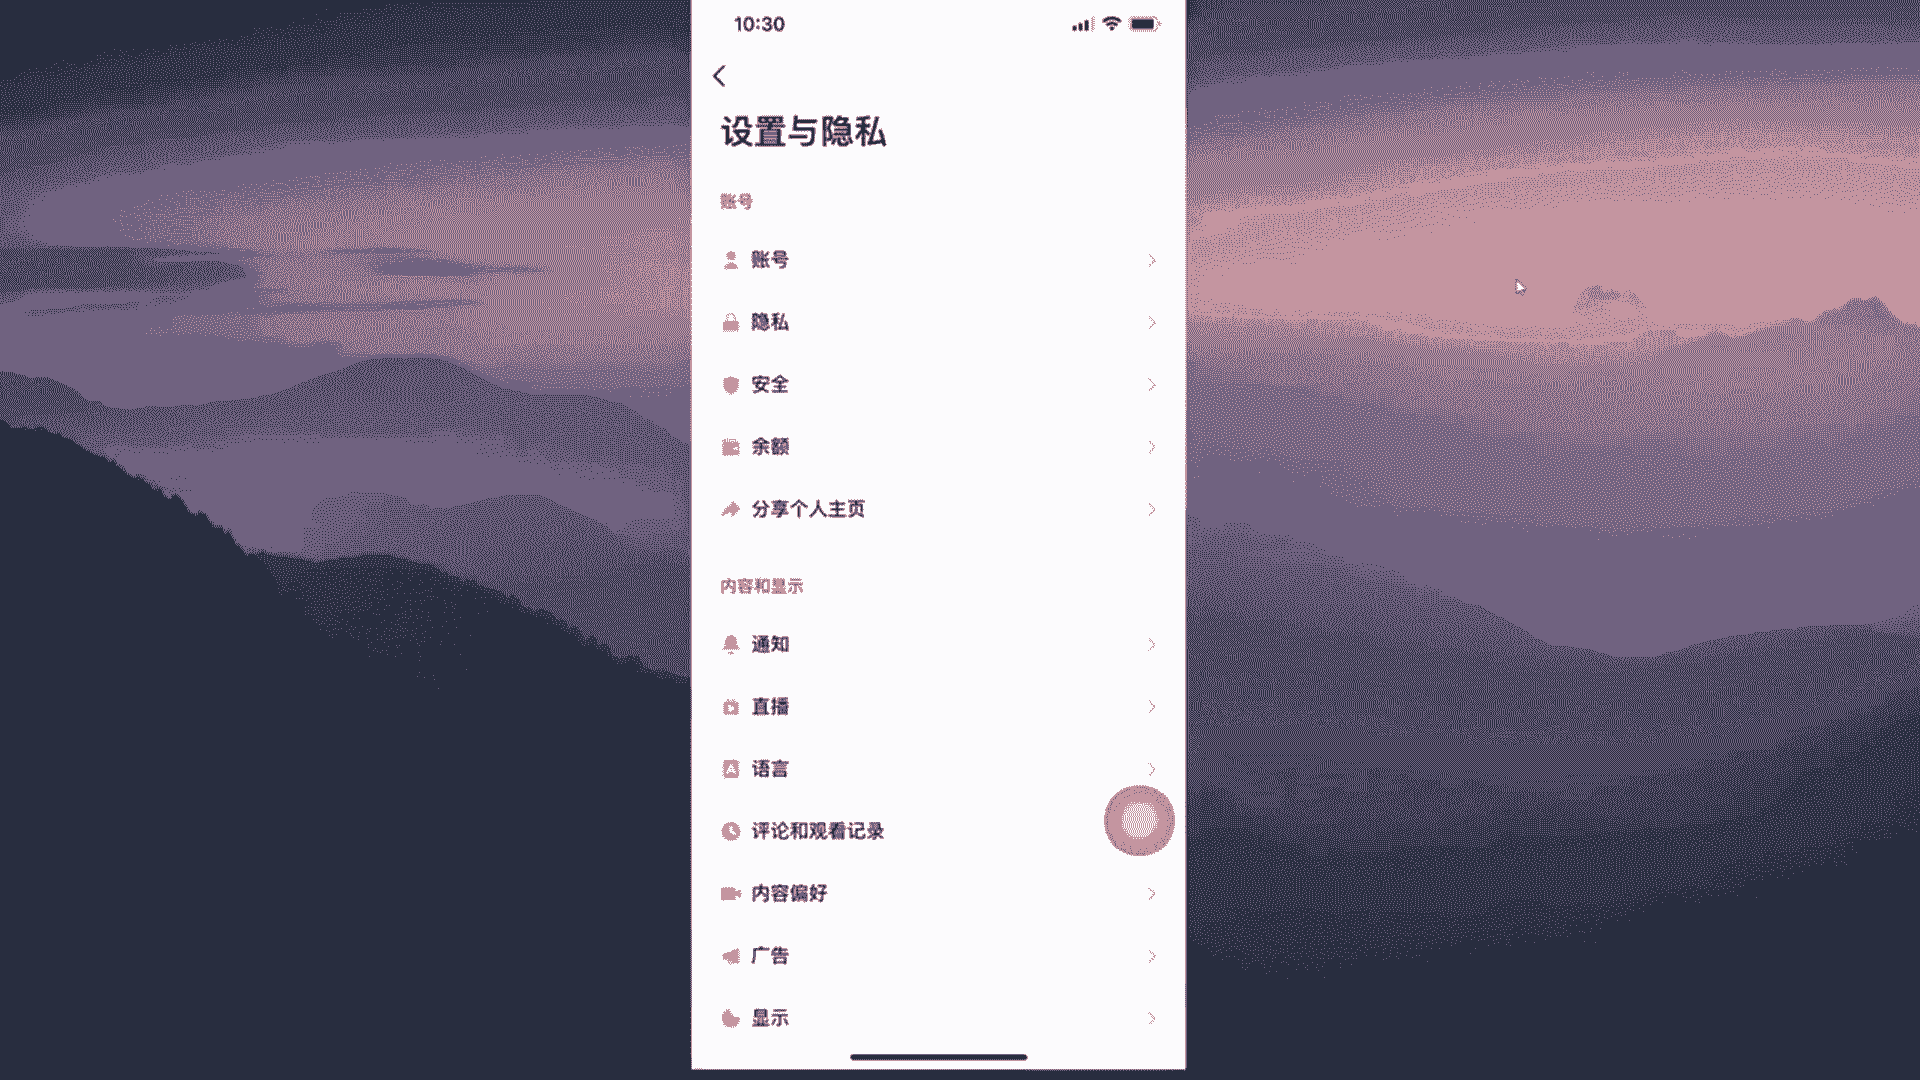 10:30
设置与隐私
账号
账号
隐私
安全
余额
分享个人主页
内容和显示
通知
直播
语言
评论和观看记录
内容偏好
广告
显示